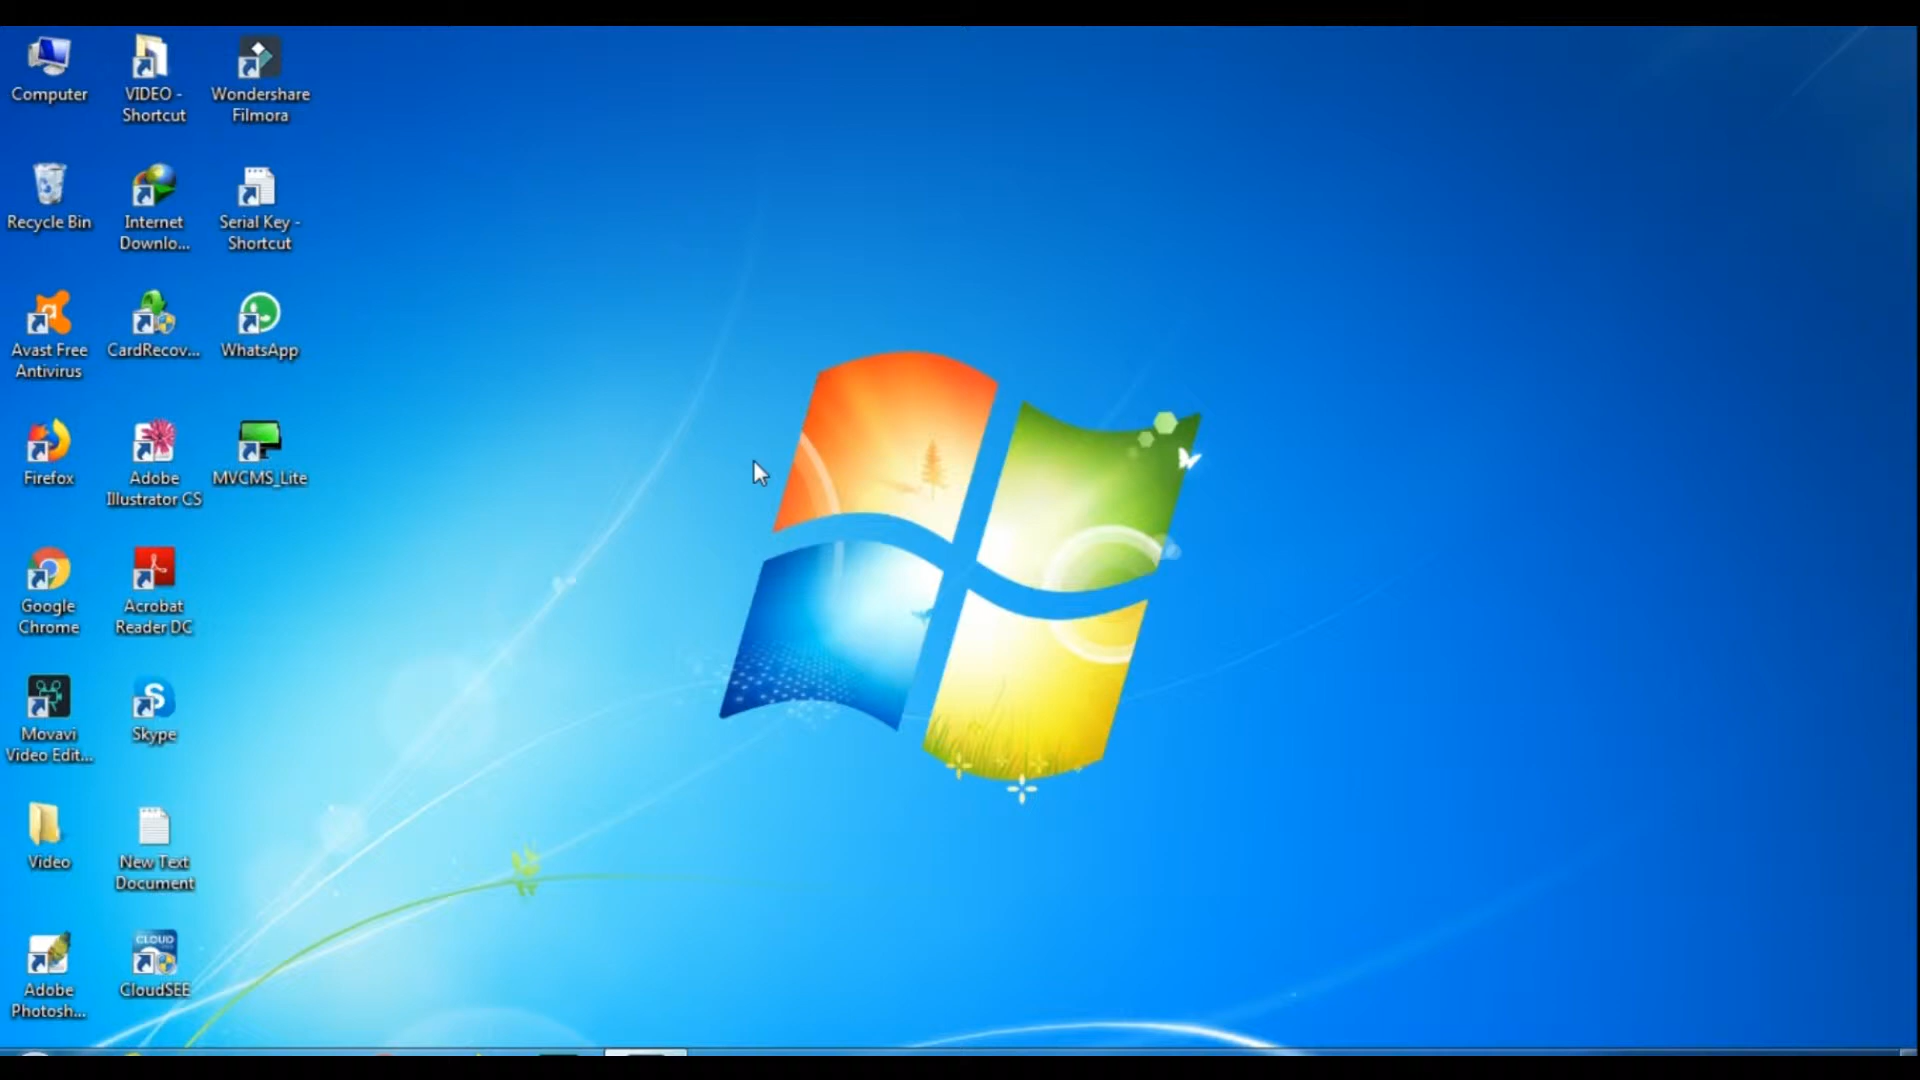 Computer
VIDEO -
Shortcut
Wondershare
Filmora
Recycle Bin
Internet
Downlo...
Serial Key -
Shortcut
Avast Free
Antivirus
CardRecov...
WhatsApp
Firefox
Adobe
Illustrator CS
MVCMS_Lite
Google
Chrome
Acrobat
Reader DC
Movavi
Video Edit...
Skype
Video
New Text
Document
Adobe
Photosh...
CLOUD
CloudSEE